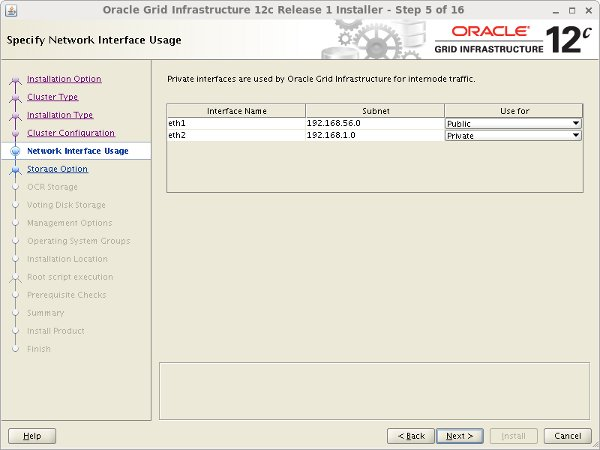 Oracle Grid Infrastructure 12c Release 1 Installer - Step 5 of 16
Specify Network Interface Usage
ORACLE
GRID INFRASTRUCTURE 12c
Installation Option
Cluster Type
Installation Type
Cluster Configuration
Network Interface Usage
Storage Option
OCR Storage
Voting Disk Storage
Management Options
Operating System Groups
Installation Location
Root script execution
Prerequisite Checks
Summary
Install Product
Finish
Private interfaces are used by Oracle Grid Infrastructure for internode traffic.
Interface Name Subnet Use for
eth1 192.168.56.0 Public
eth2 192.168.1.0 Private
Help < Back Next > Install Cancel